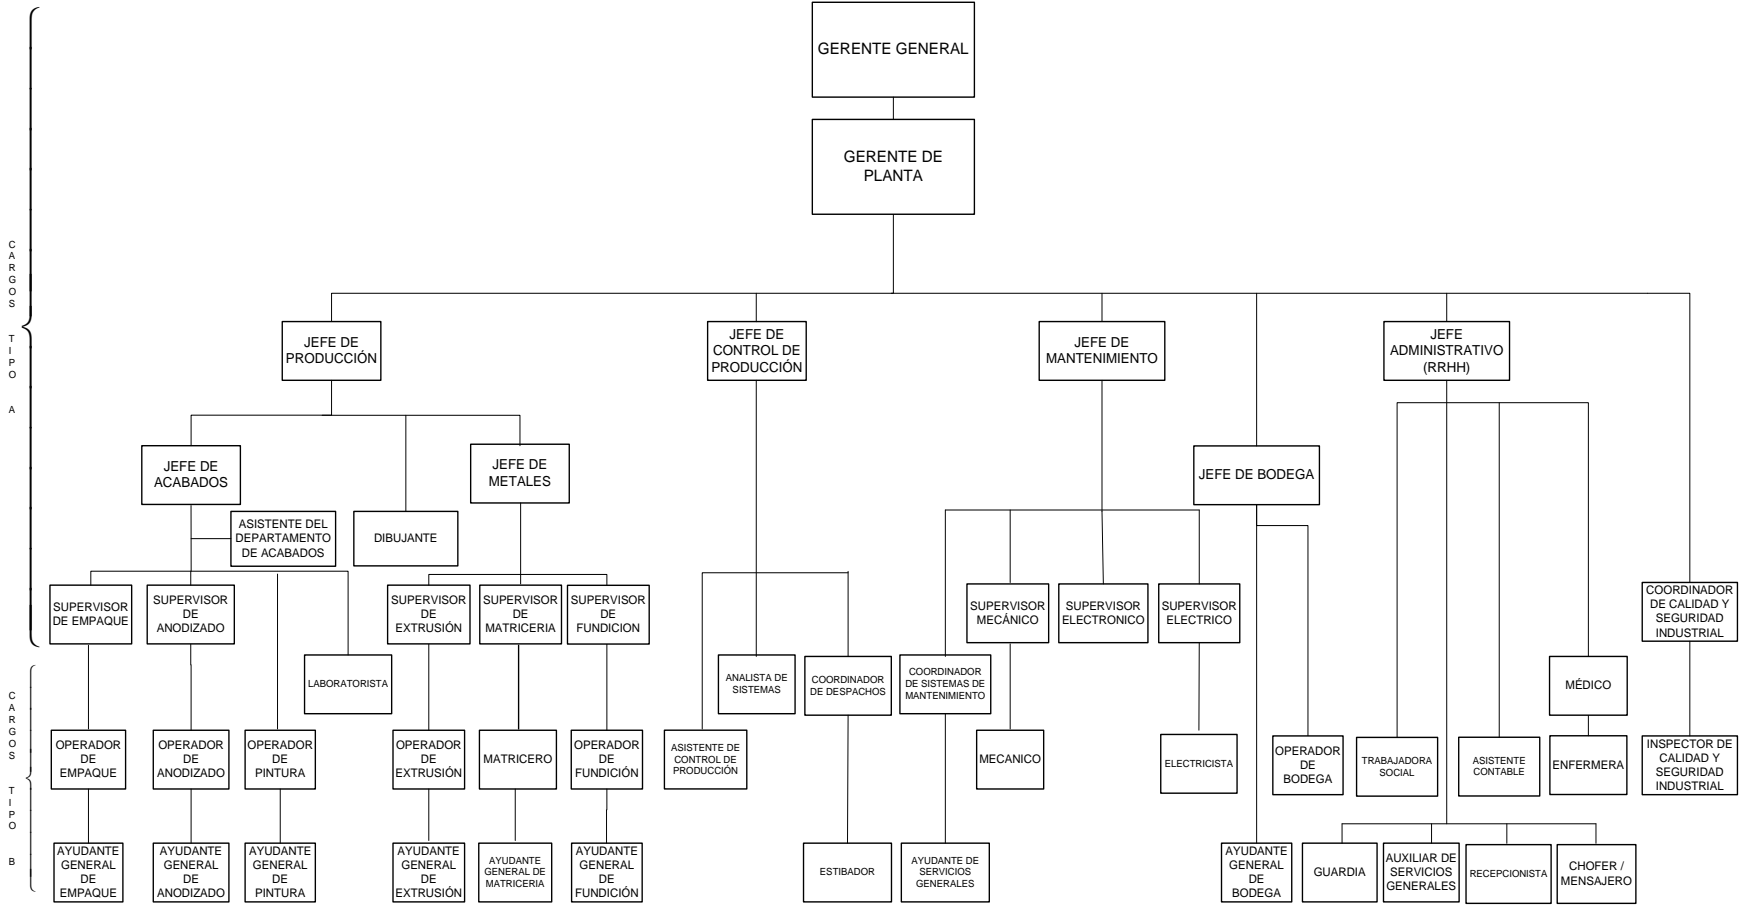 GERENTE GENERAL
GERENTE DE
PLANTA
CARGOS
TIPO
A
JEFE DE
PRODUCCIÓN
JEFE DE
CONTROL DE
PRODUCCIÓN
JEFE DE
MANTENIMIENTO
JEFE
ADMINISTRATIVO
(RRHH)
JEFE DE
ACABADOS
JEFE DE
METALES
JEFE DE BODEGA
ASISTENTE DEL
DEPARTAMENTO
DE ACABADOS
DIBUJANTE
SUPERVISOR
DE EMPAQUE
SUPERVISOR
DE
ANODIZADO
SUPERVISOR
DE
EXTRUSIÓN
SUPERVISOR
DE
MATRICERIA
SUPERVISOR
DE
FUNDICION
SUPERVISOR
MECÁNICO
SUPERVISOR
ELECTRONICO
SUPERVISOR
ELECTRICO
COORDINADOR
DE CALIDAD Y
SEGURIDAD
INDUSTRIAL
CARGOS
TIPO
B
LABORATORISTA
ANALISTA DE
SISTEMAS
COORDINADOR
DE DESPACHOS
COORDINADOR
DE SISTEMAS DE
MANTENIMIENTO
MÉDICO
OPERADOR
DE
EMPAQUE
OPERADOR
DE
ANODIZADO
OPERADOR
DE
PINTURA
OPERADOR
DE
EXTRUSIÓN
MATRICERO
OPERADOR
DE
FUNDICIÓN
ASISTENTE DE
CONTROL DE
PRODUCCIÓN
MECANICO
ELECTRICISTA
OPERADOR
DE
BODEGA
TRABAJADORA
SOCIAL
ASISTENTE
CONTABLE
ENFERMERA
INSPECTOR DE
CALIDAD Y
SEGURIDAD
INDUSTRIAL
AYUDANTE
GENERAL
DE
EMPAQUE
AYUDANTE
GENERAL
DE
ANODIZADO
AYUDANTE
GENERAL
DE
PINTURA
AYUDANTE
GENERAL
DE
EXTRUSIÓN
AYUDANTE
GENERAL DE
MATRICERIA
AYUDANTE
GENERAL
DE
FUNDICIÓN
ESTIBADOR
AYUDANTE DE
SERVICIOS
GENERALES
AYUDANTE
GENERAL
DE
BODEGA
GUARDIA
AUXILIAR DE
SERVICIOS
GENERALES
RECEPCIONISTA
CHOFER /
MENSAJERO